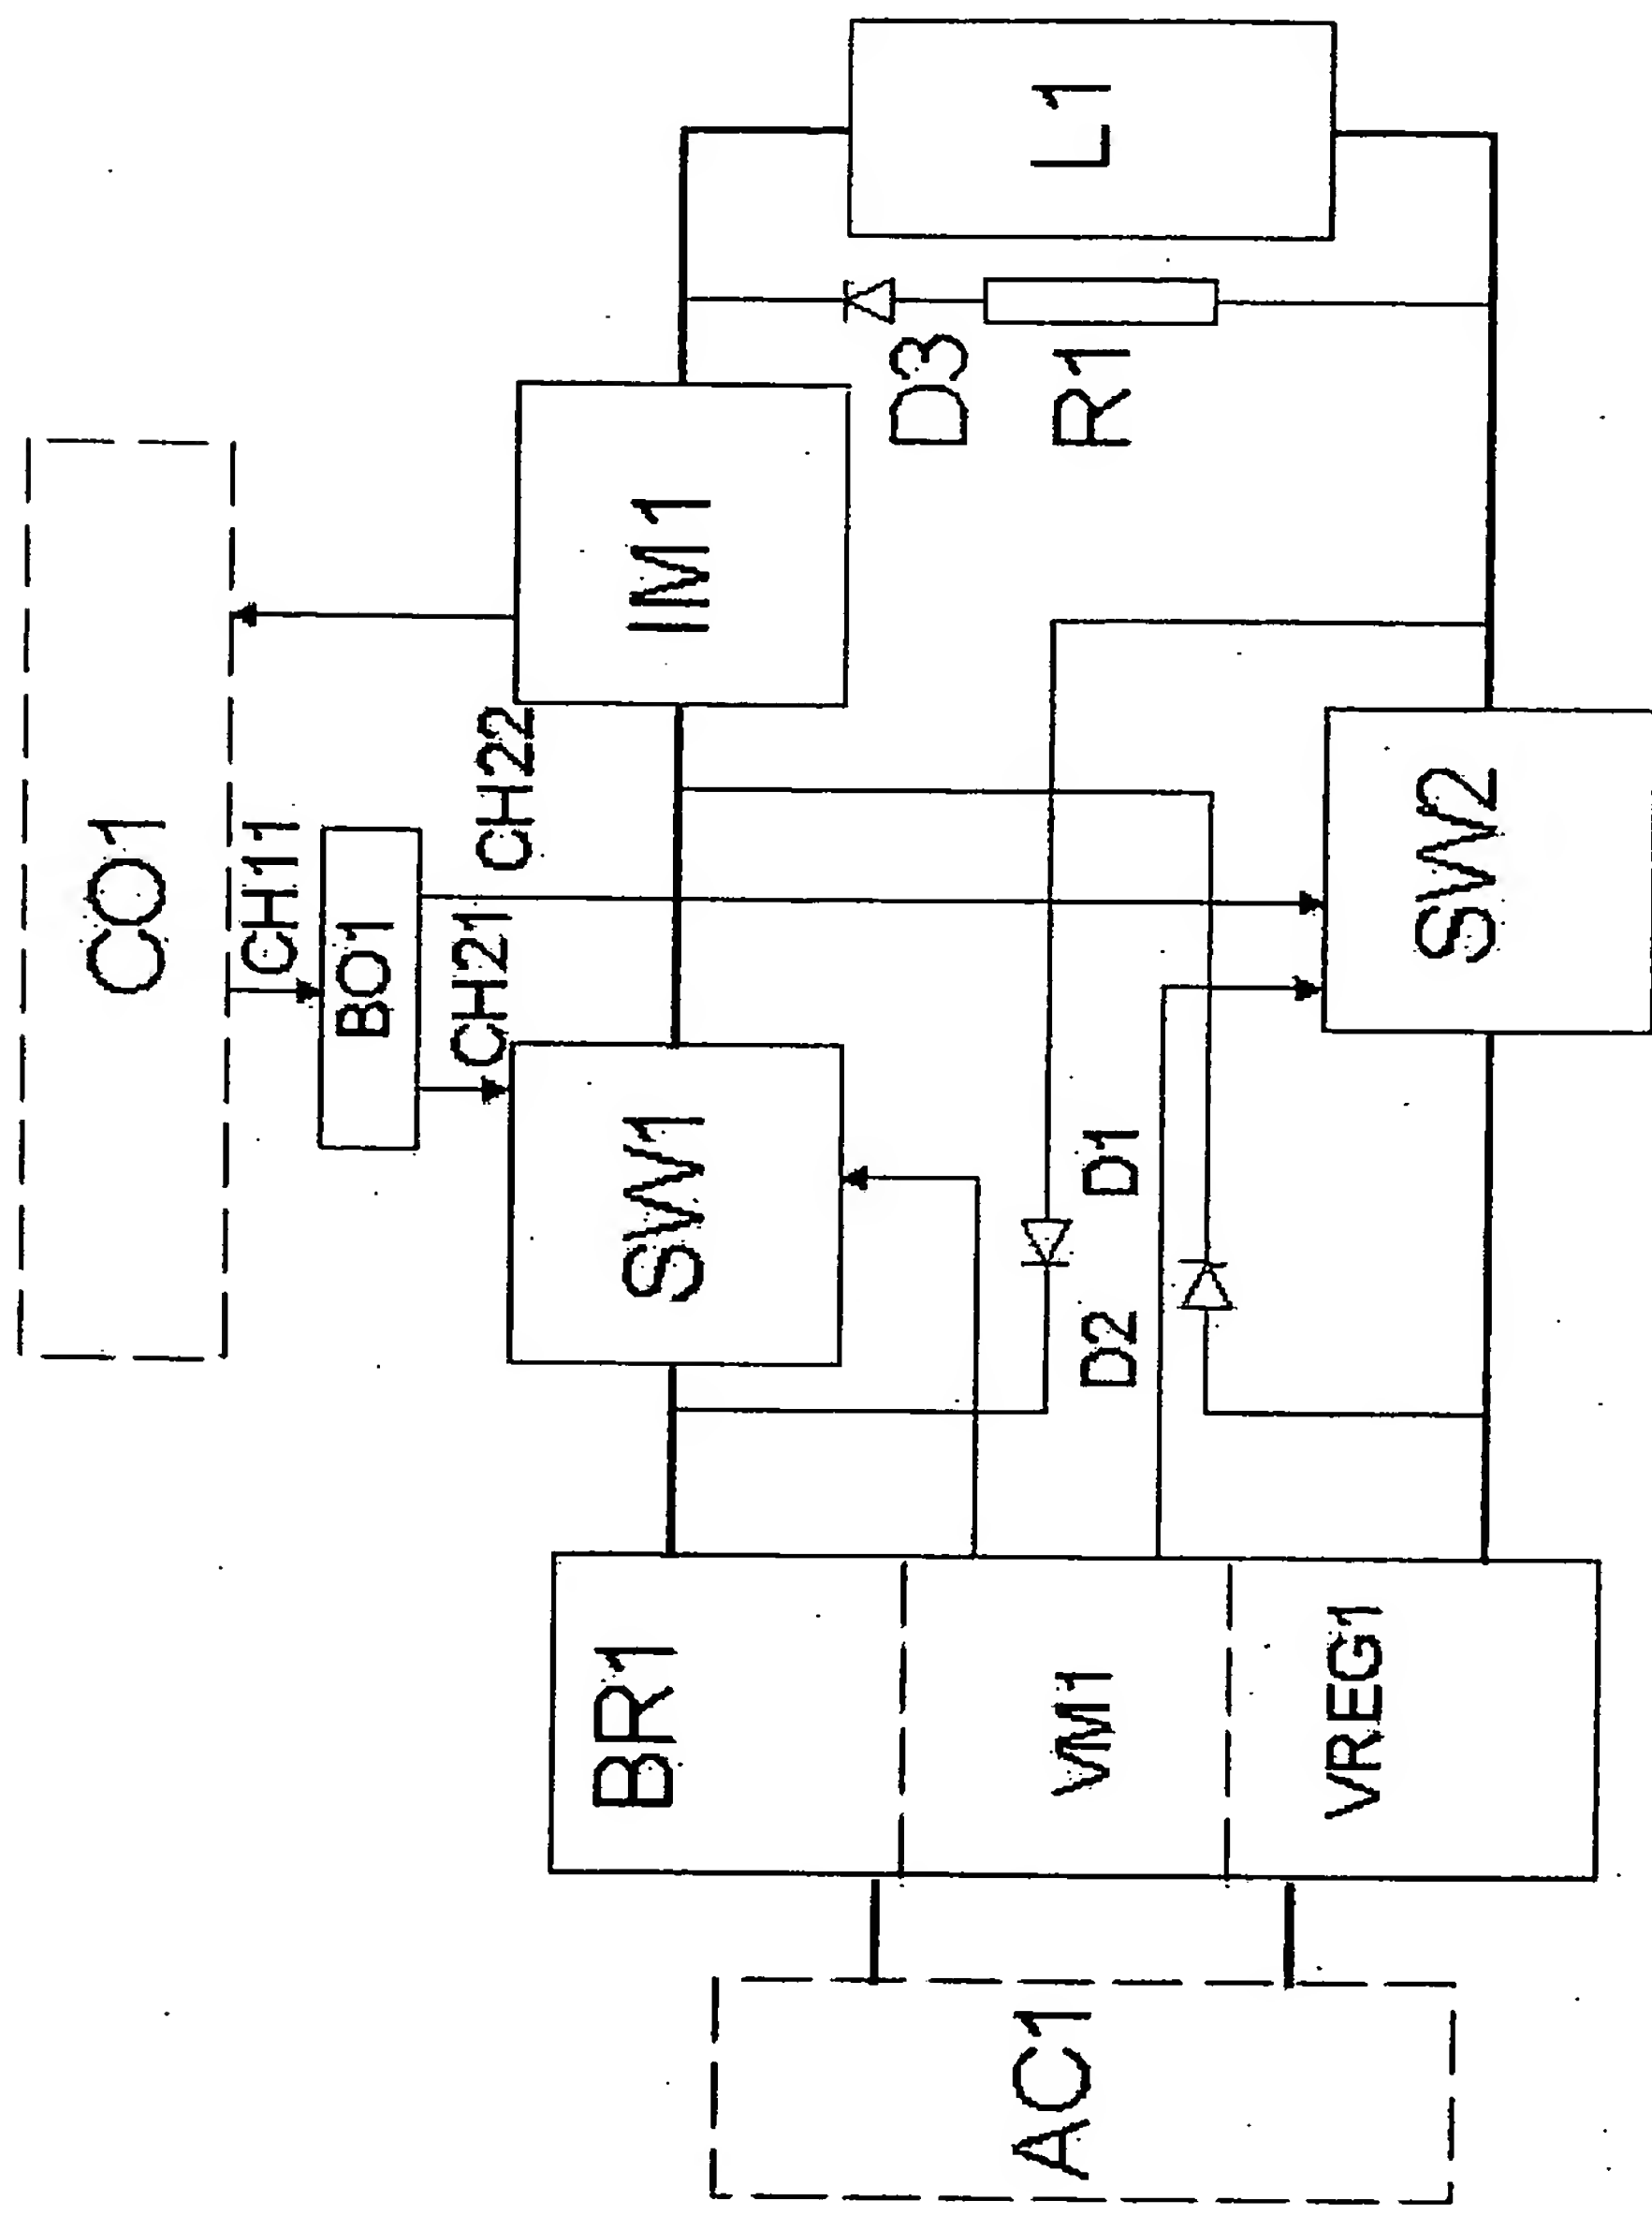 CO1
CH11
BO1
CH21
CH22
SW1
IM1
L1
D3
R1
D1
D2
SW2
BR1
VM1
VREG1
AC1